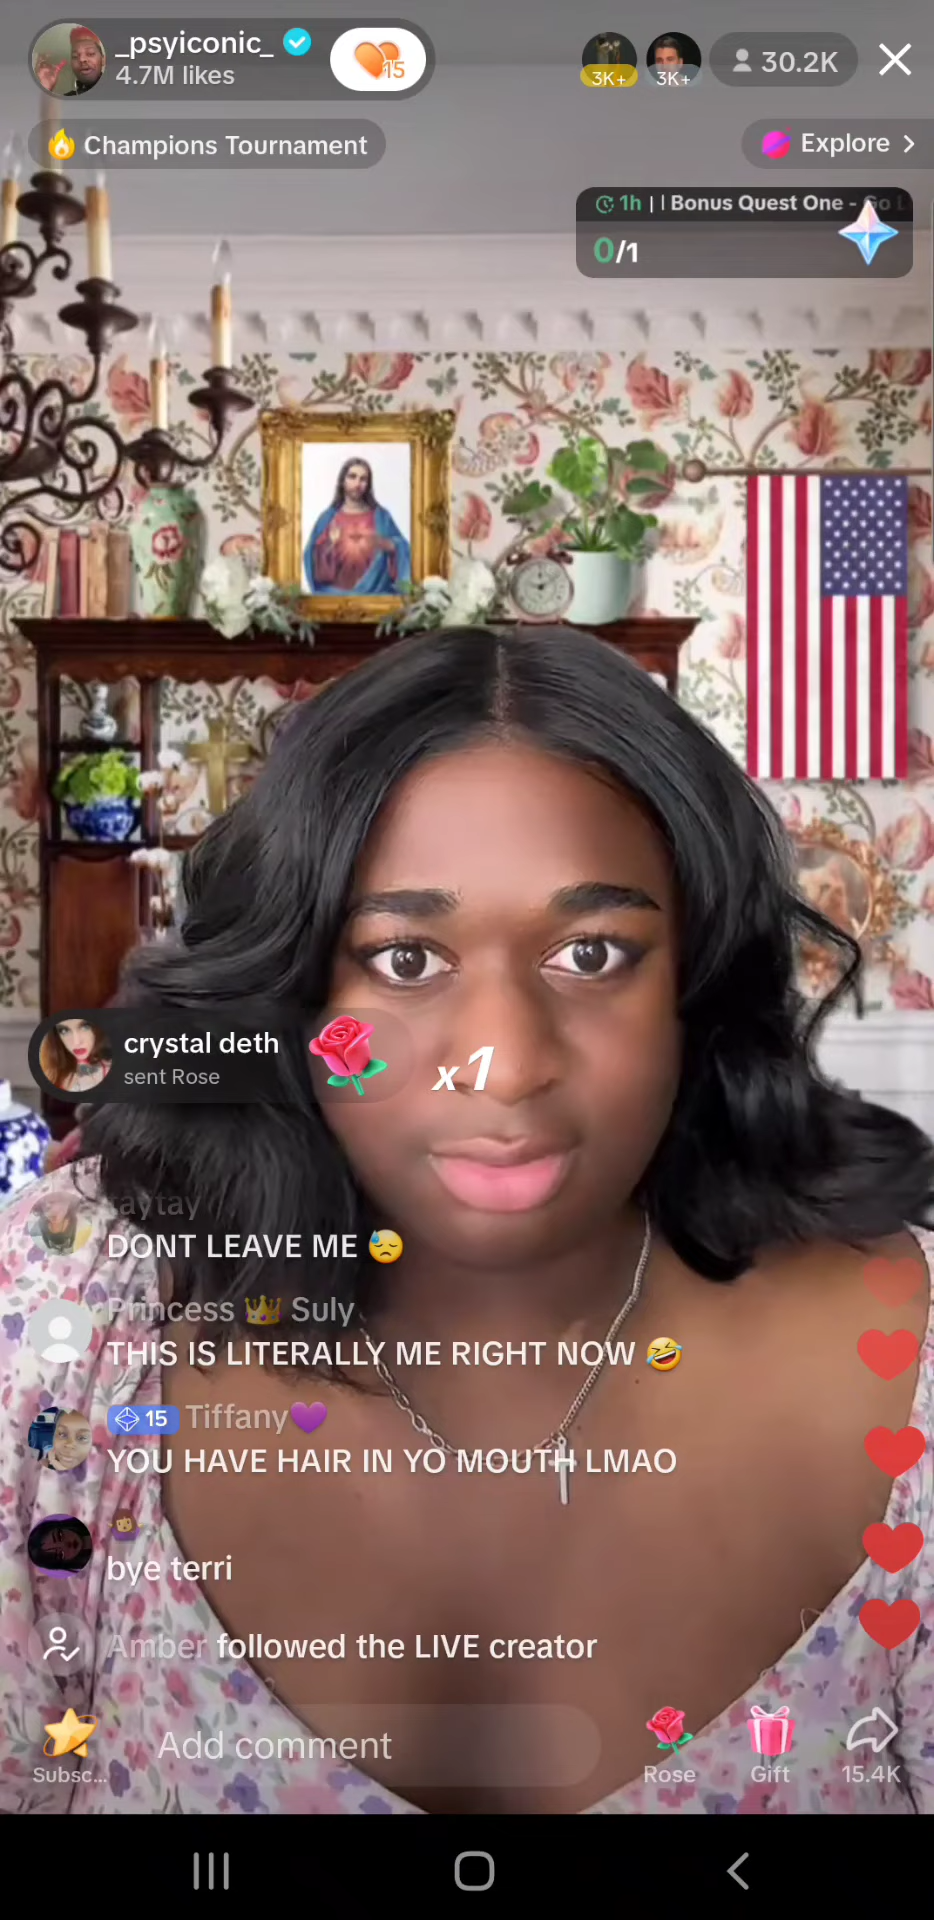 _psyiconic_
4.7M likes
15
3K+
3K+
30.2K
Champions Tournament
Explore >
1h | | Bonus Quest One - Go
0/1
crystal deth
sent Rose
x1
taytay
DONT LEAVE ME 😓
Princess 👑 Suly
THIS IS LITERALLY ME RIGHT NOW 🤣
15 Tiffany💜
YOU HAVE HAIR IN YO MOUTH LMAO
bye terri
Amber followed the LIVE creator
Add comment
Subsc...
Rose
Gift
15.4K